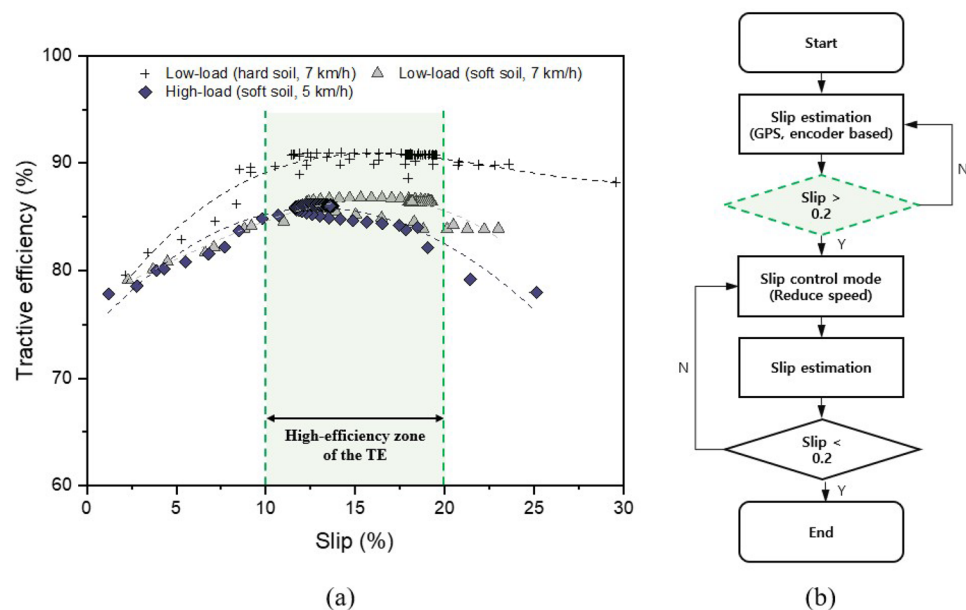 100
90
80
70
60
Tractive efficiency (%)
Low-load (hard soil, 7 km/h)
Low-load (soft soil, 7 km/h)
High-load (soft soil, 5 km/h)
High-efficiency zone
of the TE
0
5
10
15
20
25
30
Slip (%)
(a)
Start
Slip estimation
(GPS, encoder based)
N
Slip >
0.2
Y
Slip control mode
(Reduce speed)
N
Slip estimation
Slip <
0.2
Y
End
(b)